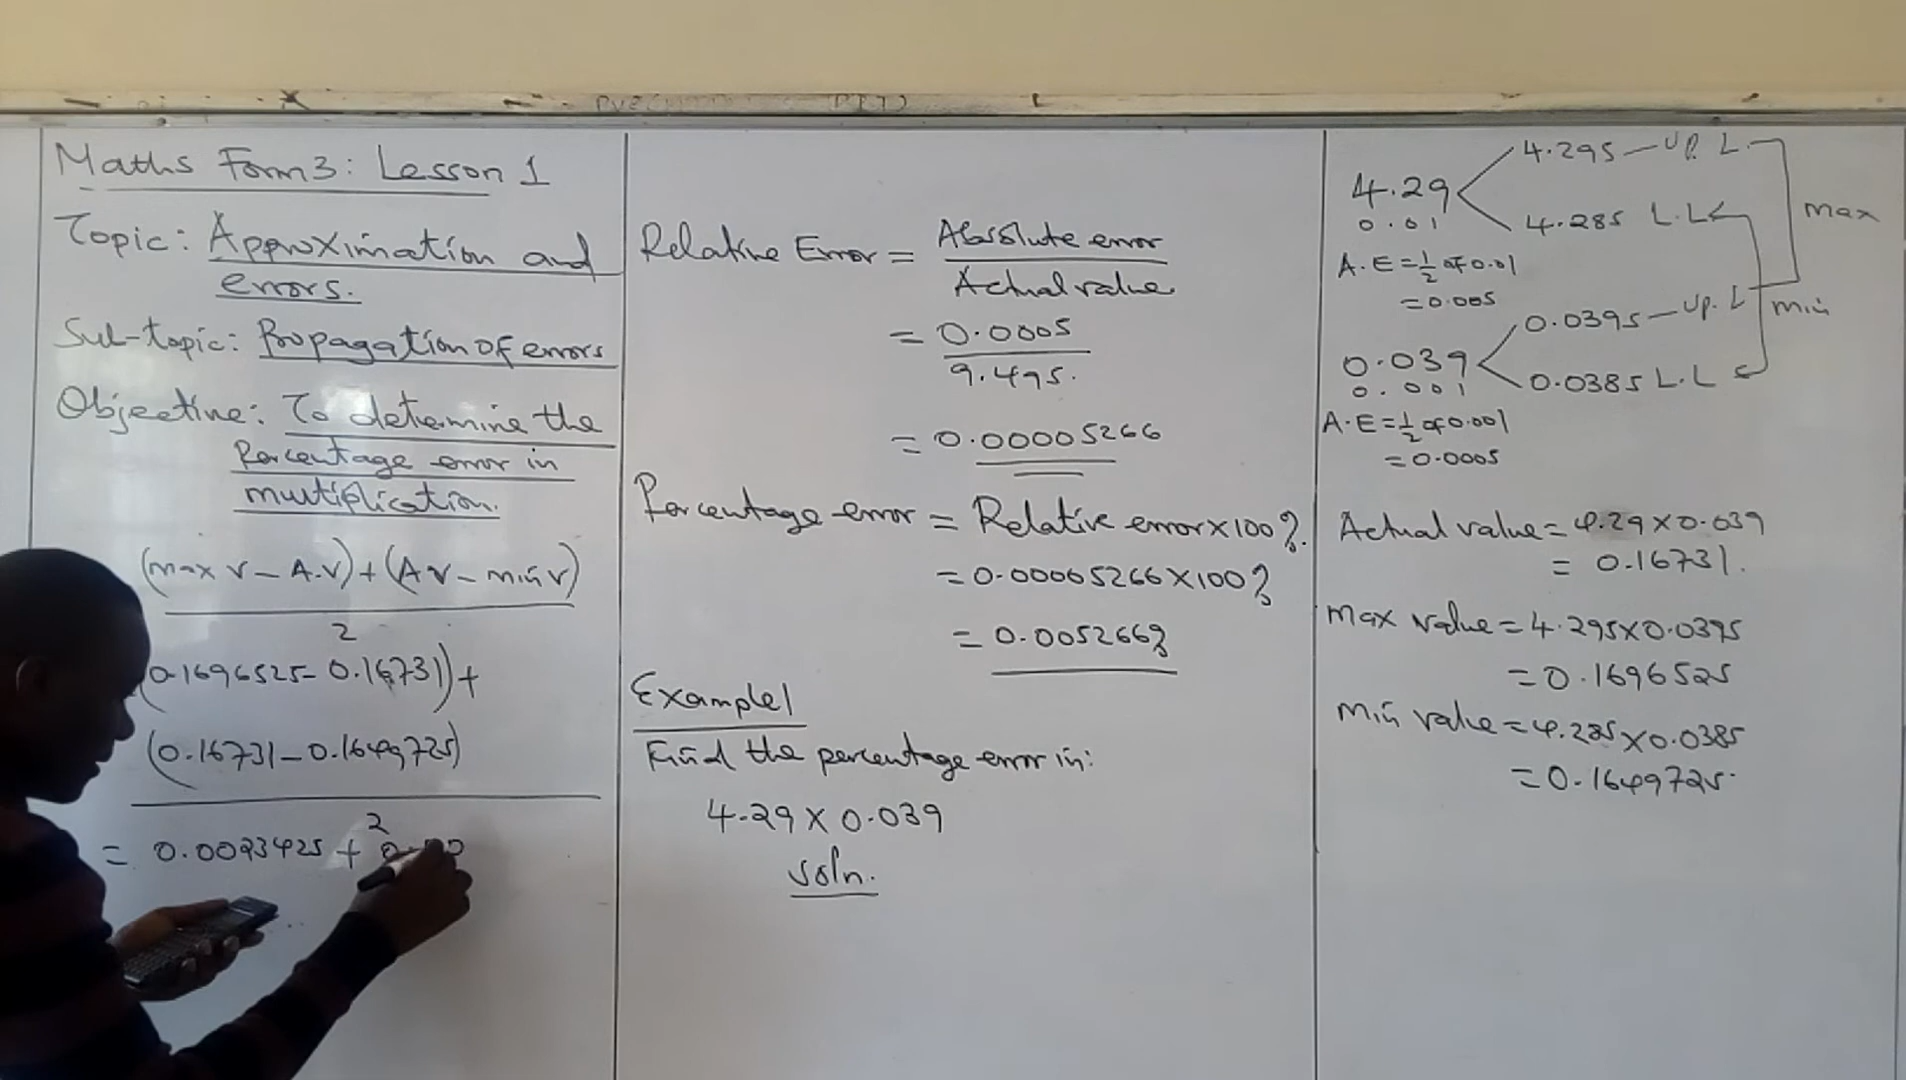 Maths Form 3: Lesson 1
Topic: Approximation and
errors.
Sub-topic: Propagation of errors
Objective: To determine the
Percentage error in
multiplication.
(max v - A.v) + (A v - min v)
2
(0.1696525 - 0.16731) +
(0.16731 - 0.1649725)
2
= 0.0023425 + 0.00
Relative Error = Absolute error
Actual value
= 0.0005
9.495.
= 0.00005266
Percentage error = Relative error x 100%.
= 0.00005266 x 100%
= 0.005266%
Example 1
Find the percentage error in:
4.29 x 0.039
soln.
4.295 - up. L.
4.29
0.01
4.285 L.L
max
A.E = 1/2 of 0.01
= 0.005
0.0395 - up. L
min
0.039
0.001
0.0385 L.L
A.E = 1/2 of 0.001
= 0.0005
Actual value = 4.29 x 0.039
= 0.16731.
Max value = 4.295 x 0.0395
= 0.1696525
Min value = 4.285 x 0.0385
= 0.1649725.